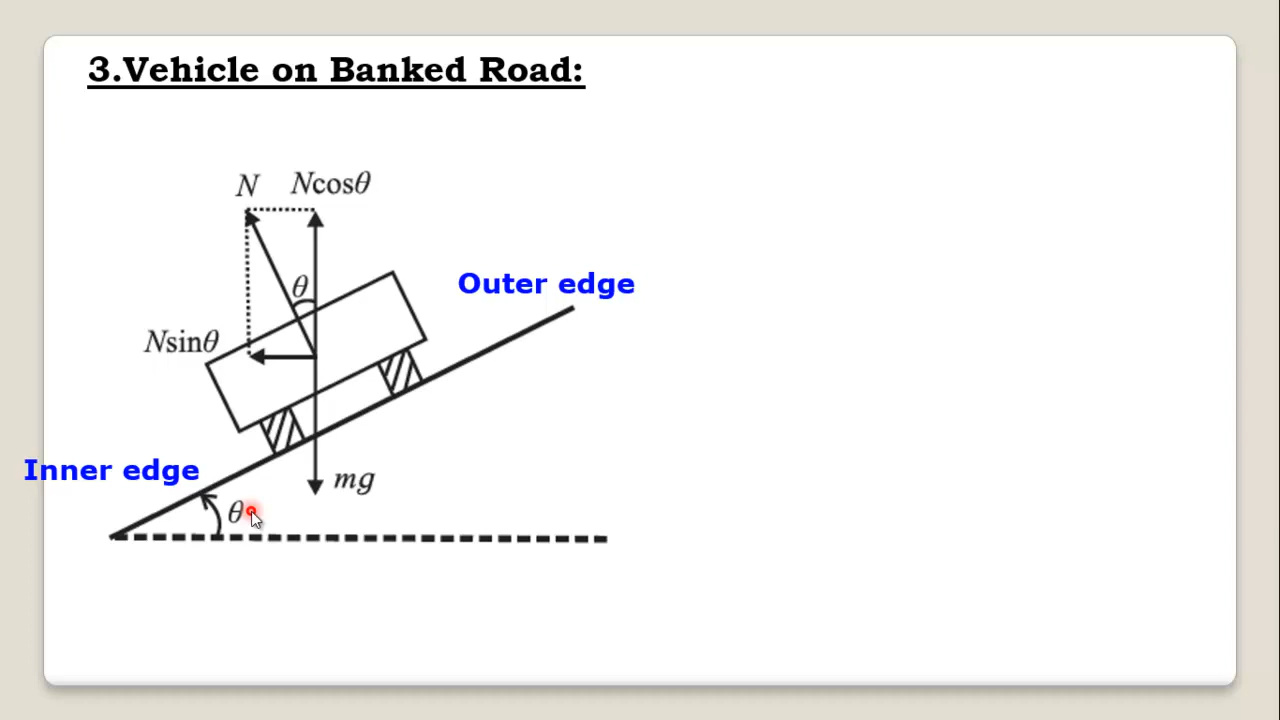 3.Vehicle on Banked Road:
N Ncosθ
θ
Outer edge
Nsinθ
Inner edge
mg
θ